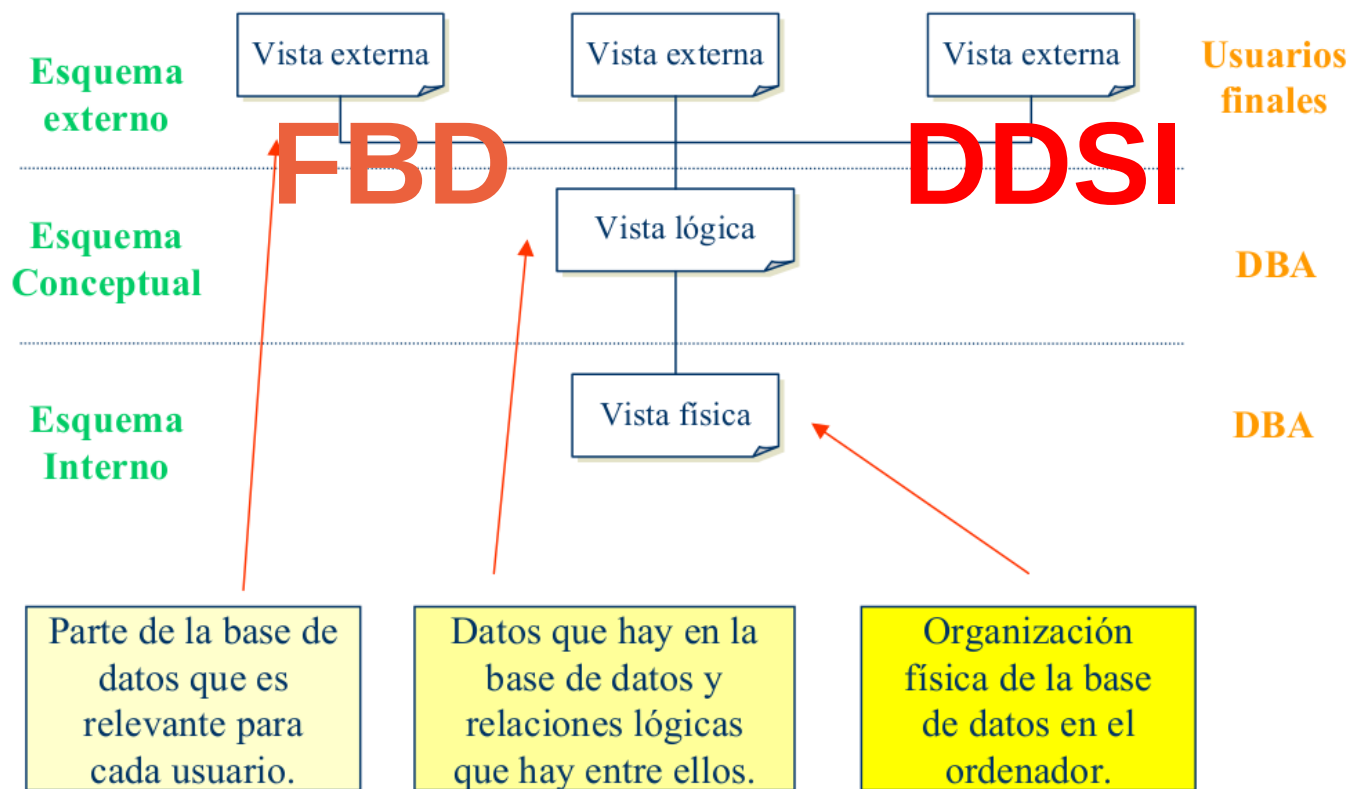 Vista externa
Vista externa
Vista externa
Esquema
externo
Usuarios
finales
FBD
DDSI
Esquema
Conceptual
Vista lógica
DBA
Esquema
Interno
Vista física
DBA
Parte de la base de
datos que es
relevante para
cada usuario.
Datos que hay en la
base de datos y
relaciones lógicas
que hay entre ellos.
Organización
física de la base
de datos en el
ordenador.